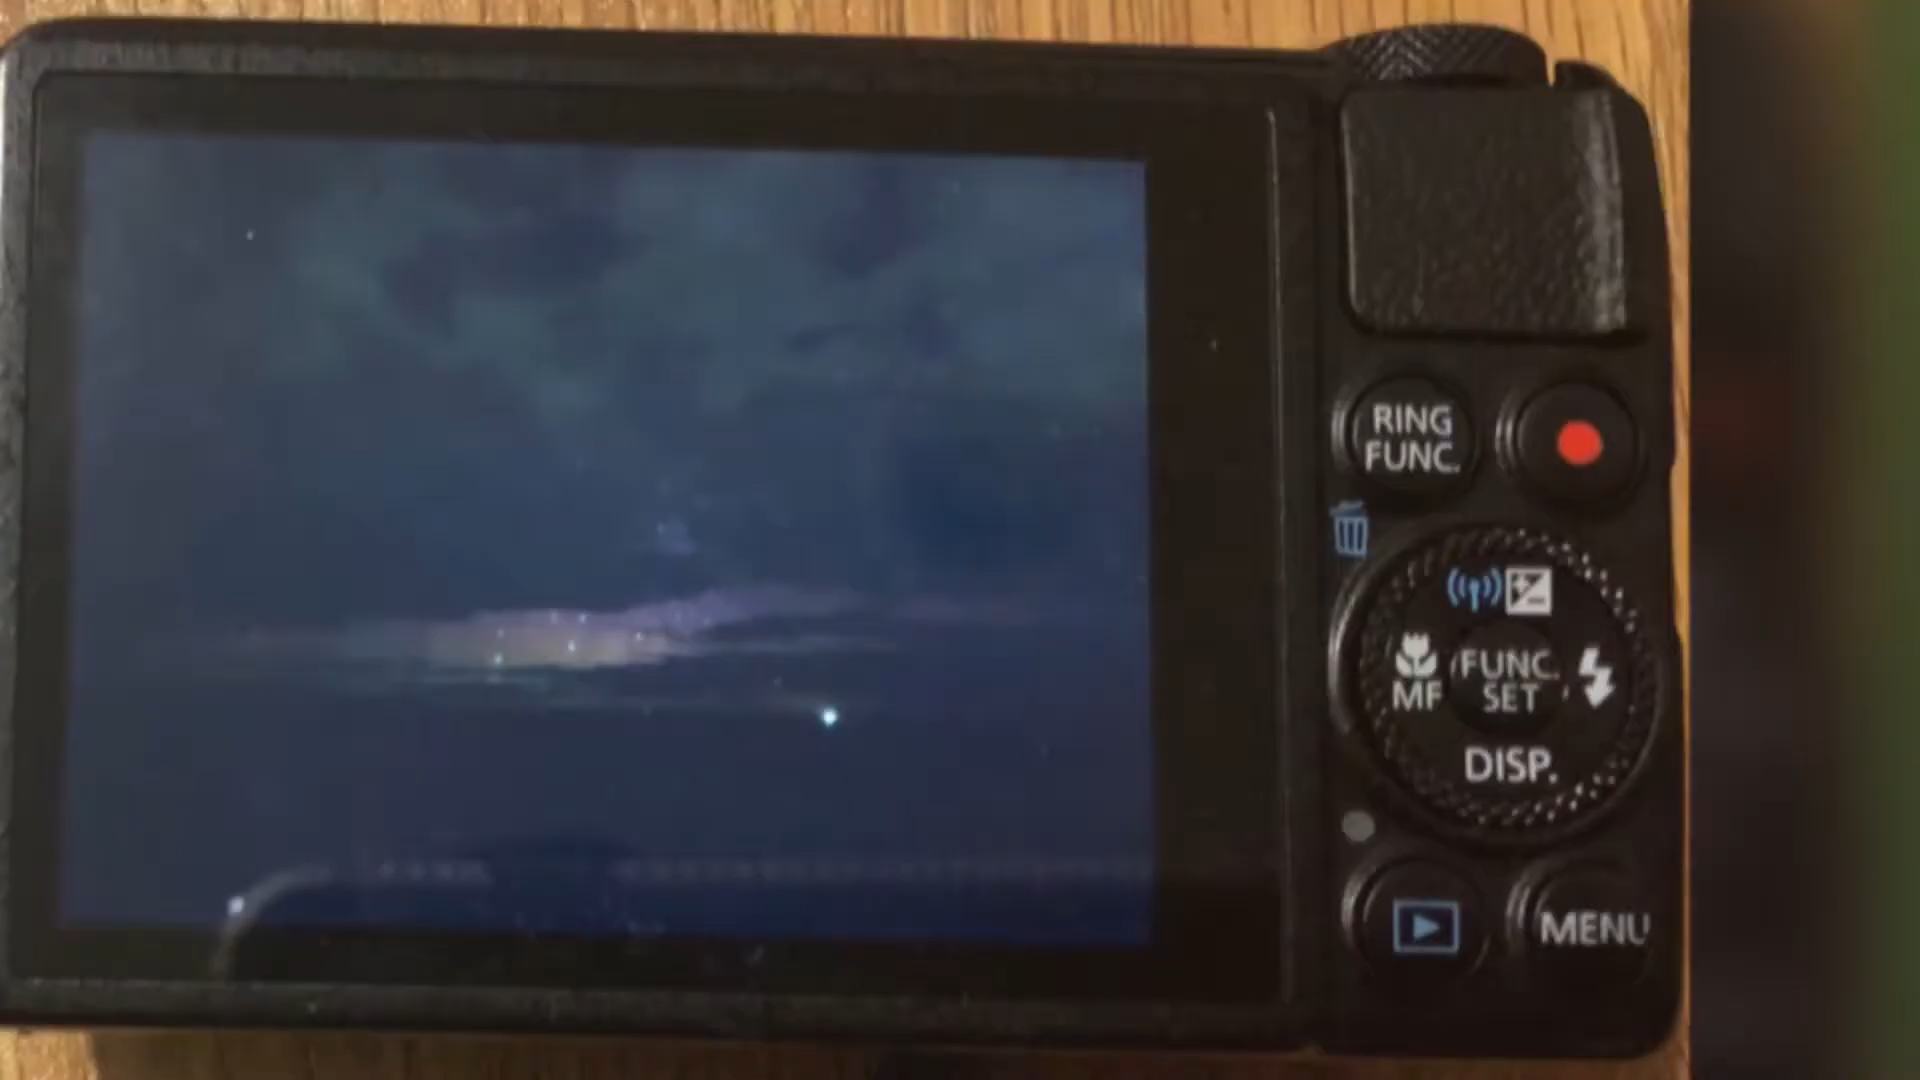 RING
FUNC.
MF
FUNC.
SET
DISP.
MENU